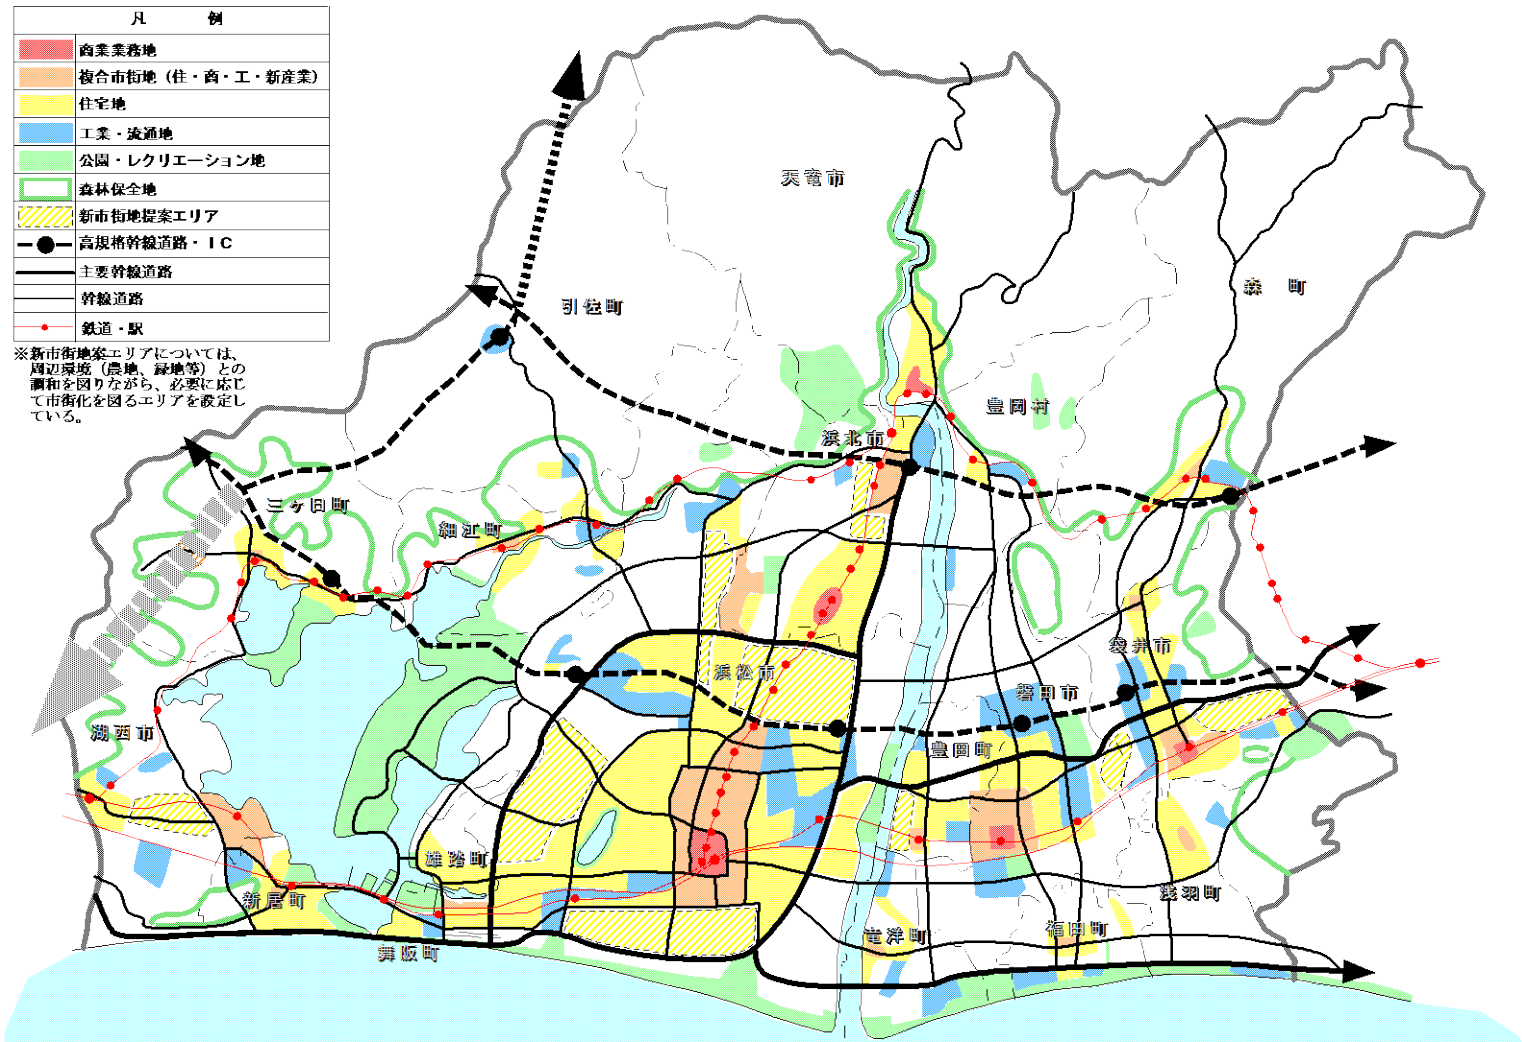 凡　例
商業業務地
複合市街地（住・商・工・新産業）
住宅地
工業・流通地
公園・レクリエーション地
森林保全地
新市街地提案エリア
高規格幹線道路・ＩＣ
主要幹線道路
幹線道路
鉄道・駅
※新市街地案エリアについては、
周辺環境（農地、緑地等）との
調和を図りながら、必要に応じ
て市街化を図るエリアを設定し
ている。
天竜市
引佐町
森　町
豊岡村
浜北市
三ヶ日町
細江町
袋井市
浜松市
磐田市
湖西市
豊田町
雄踏町
新居町
浅羽町
竜洋町
福田町
舞阪町